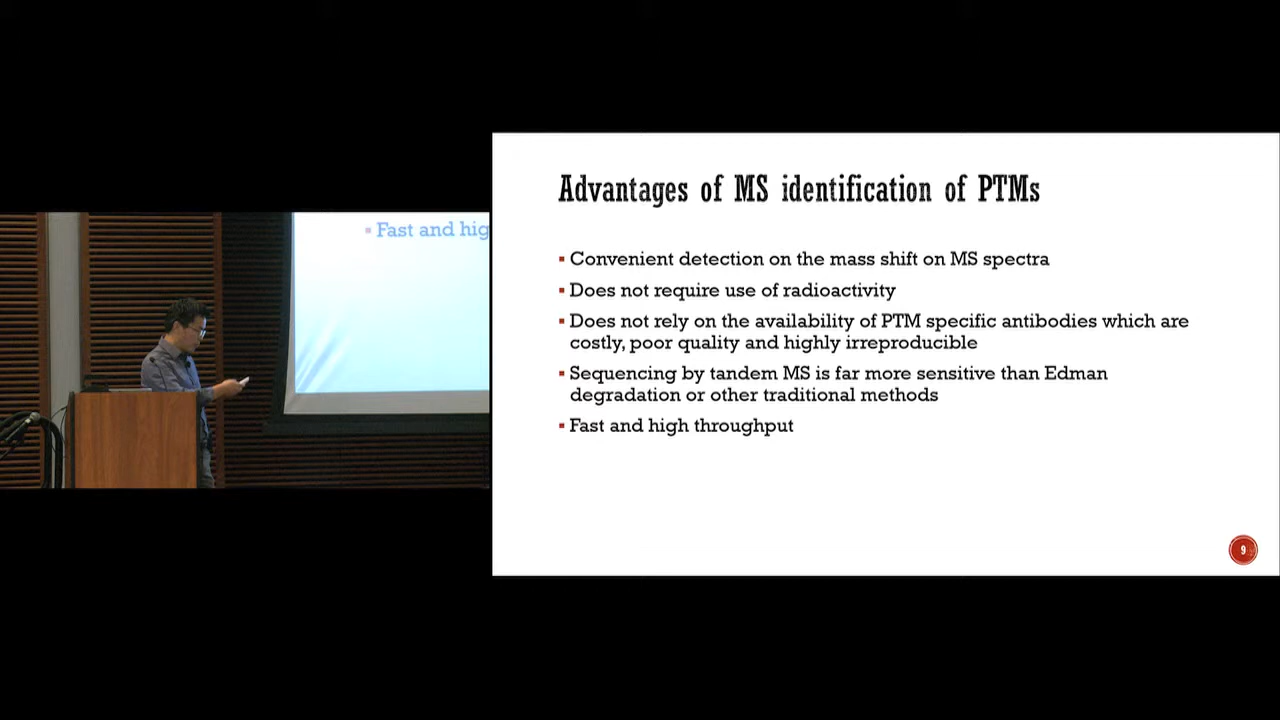 ▪ Fast and hig
Advantages of MS identification of PTMs
▪ Convenient detection on the mass shift on MS spectra
▪ Does not require use of radioactivity
▪ Does not rely on the availability of PTM specific antibodies which are
costly, poor quality and highly irreproducible
▪ Sequencing by tandem MS is far more sensitive than Edman
degradation or other traditional methods
▪ Fast and high throughput
9